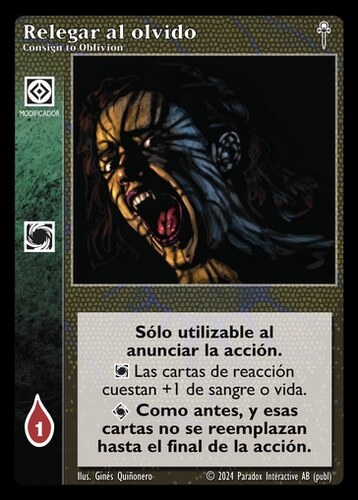 Relegar al olvido
Consign to Oblivion
MODIFICADOR
Sólo utilizable al
anunciar la acción.
Las cartas de reacción
cuestan +1 de sangre o vida.
Como antes, y esas
cartas no se reemplazan
hasta el final de la acción.
1
Ilus. Ginés Quiñonero
© 2024 Paradox Interactive AB (publ)